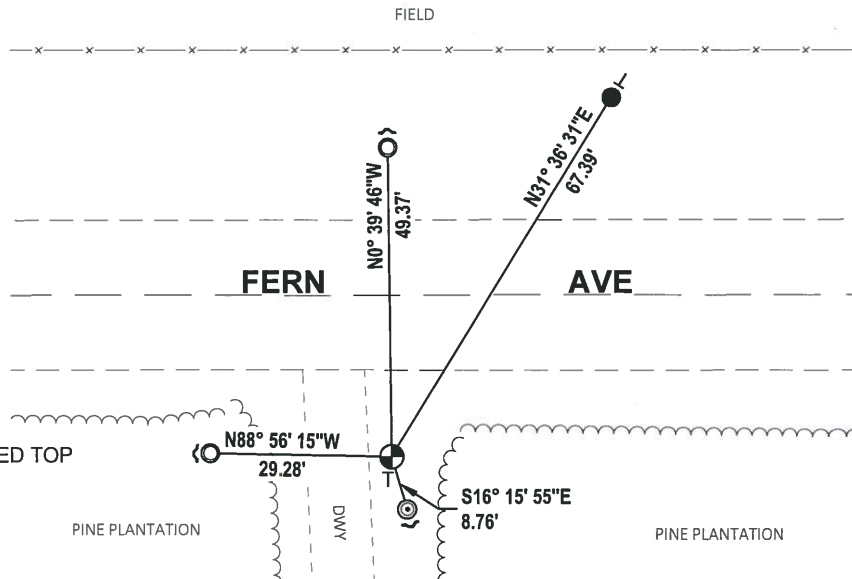 FIELD
N31° 36' 31"E
67.39'
N0° 39' 46"W
49.37'
FERN AVE
ED TOP
N88° 56' 15"W
29.28'
T
S16° 15' 55"E
8.76'
PINE PLANTATION
DWY
PINE PLANTATION